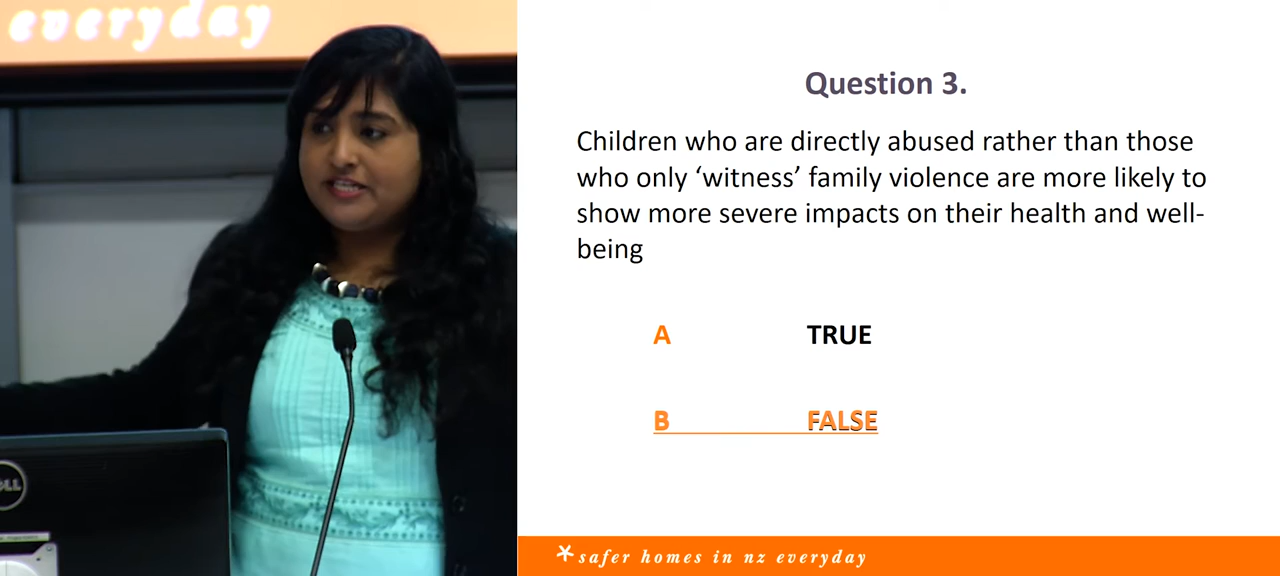 everyday
Question 3.
Children who are directly abused rather than those
who only ‘witness’ family violence are more likely to
show more severe impacts on their health and well-
being
A TRUE
B FALSE
*safer homes in nz everyday